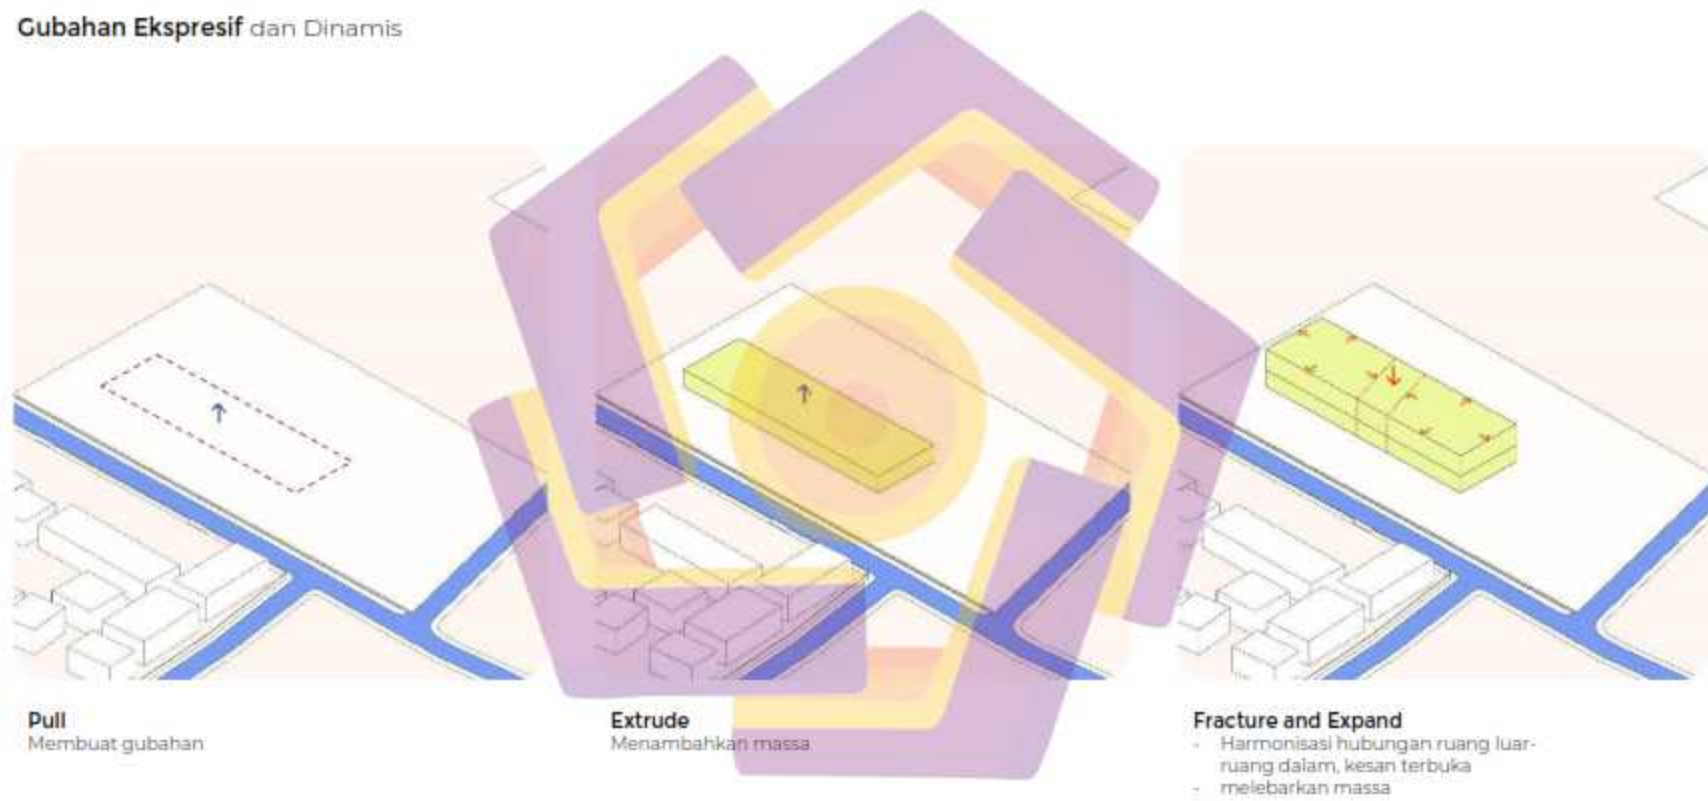 Gubahan Ekspresif dan Dinamis
Pull
Membuat gubahan
Extrude
Menambahkan massa
Fracture and Expand
- Harmonisasi hubungan ruang luar-
ruang dalam, kesan terbuka
- melebarkan massa